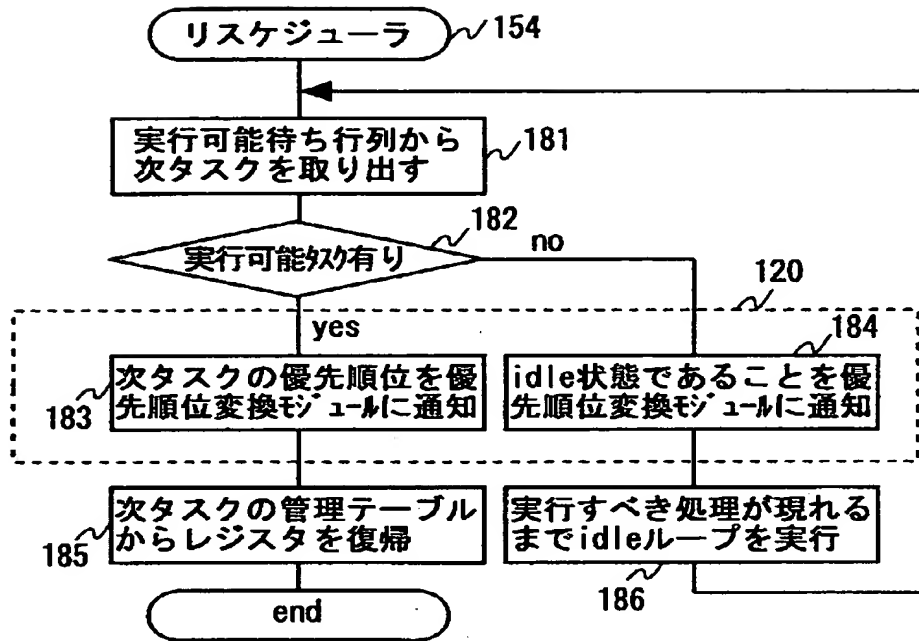 リスケジューラ
154
実行可能待ち行列から
次タスクを取り出す
181
182
実行可能タスク有り
no
120
yes
184
次タスクの優先順位を優
先順位変換モジュールに通知
183
idle状態であることを優
先順位変換モジュールに通知
次タスクの管理テーブル
からレジスタを復帰
185
実行すべき処理が現れる
までidleループを実行
186
end